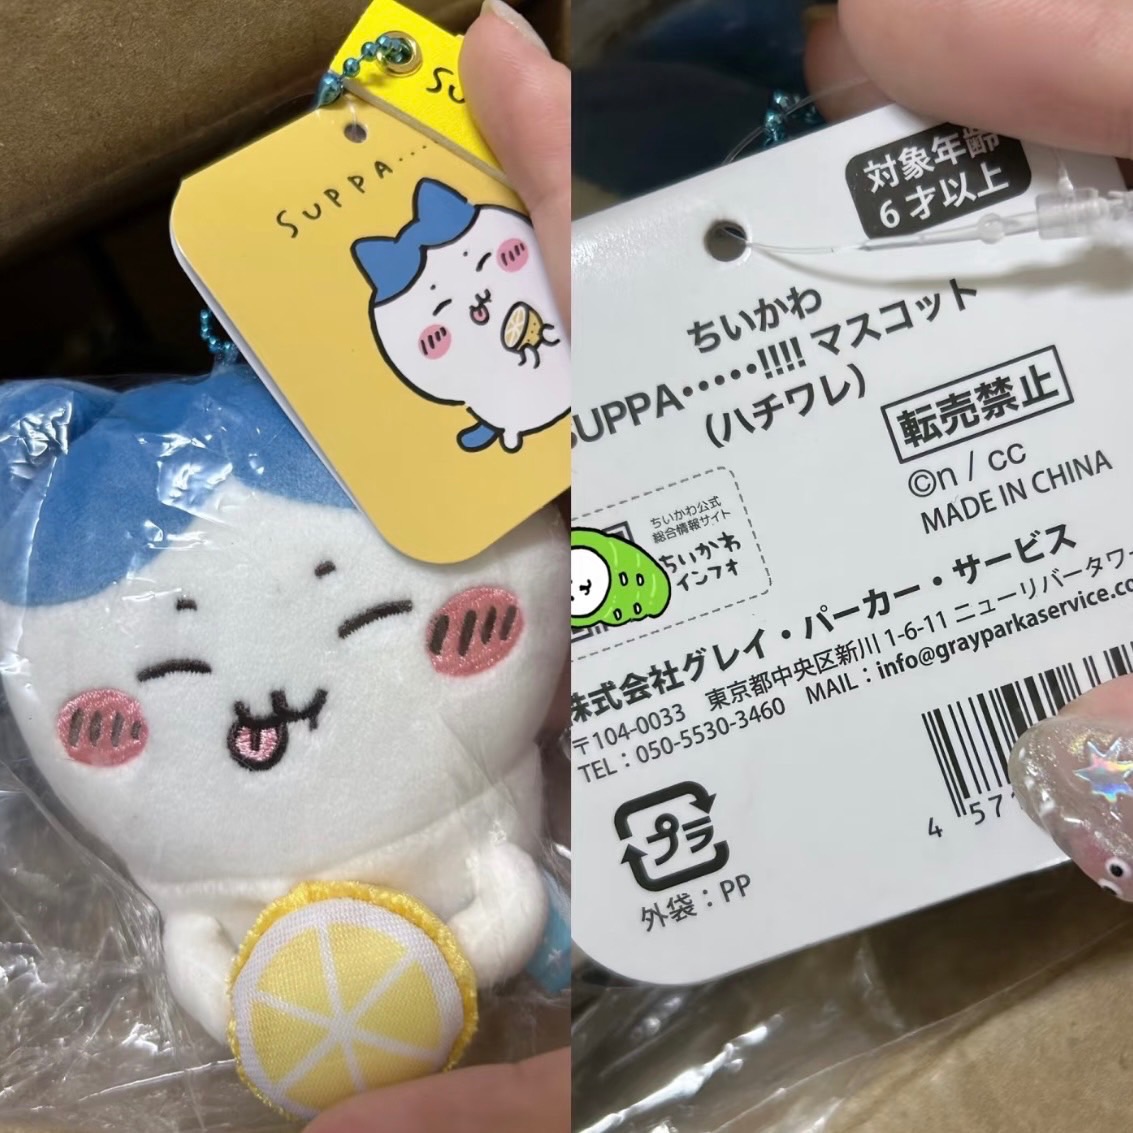 SU
SUPPA....
対象年齢
6才以上
ちいかわ
SUPPA・・・・・!!!! マスコット
(ハチワレ)
転売禁止
©n / cc
MADE IN CHINA
ちいかわ公式
総合情報サイト
ちいかわ
インフォ
株式会社グレイ・パーカー・サービス
〒104-0033 東京都中央区新川 1-6-11 ニューリバータワー
TEL : 050-5530-3460 MAIL : info@grayparkaservice.co
4 57
プラ
外袋 : PP